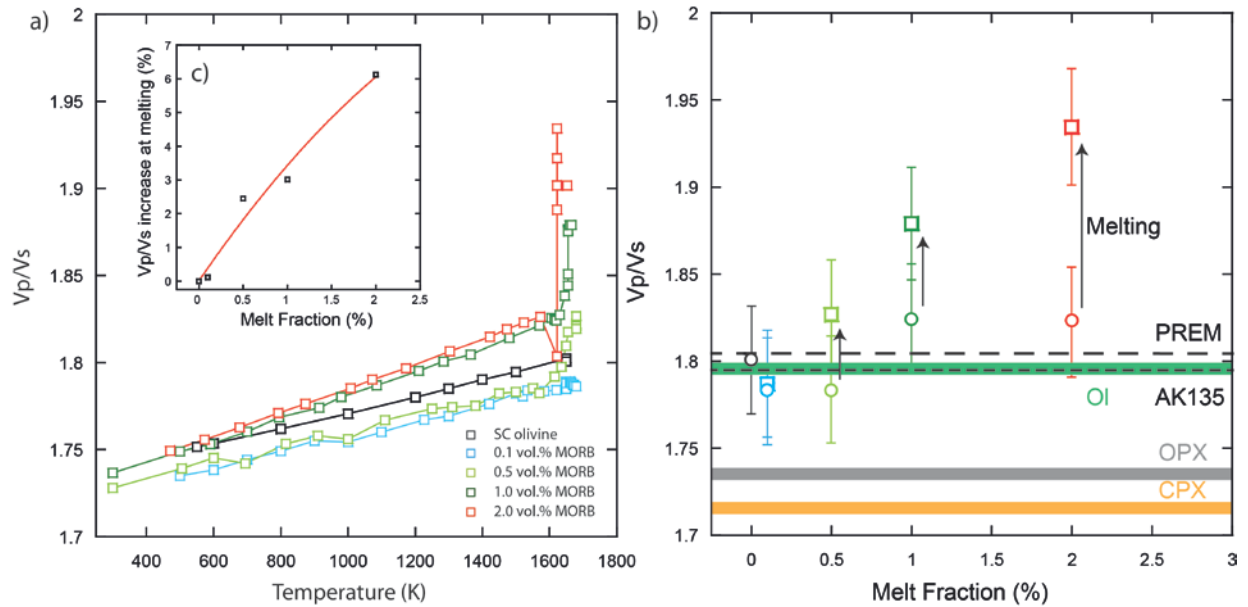 a)
2
1.95
1.9
1.85
1.8
1.75
1.7
Vp/Vs
400 600 800 1000 1200 1400 1600 1800
Temperature (K)
SC olivine
0.1 vol.% MORB
0.5 vol.% MORB
1.0 vol.% MORB
2.0 vol.% MORB
c)
7
6
5
4
3
2
1
0
Vp/Vs increase at melting (%)
0 0.5 1 1.5 2 2.5
Melt Fraction (%)
b)
2
1.95
1.9
1.85
1.8
1.75
1.7
Vp/Vs
Melting
PREM
OI
AK135
OPX
CPX
0 0.5 1 1.5 2 2.5 3
Melt Fraction (%)